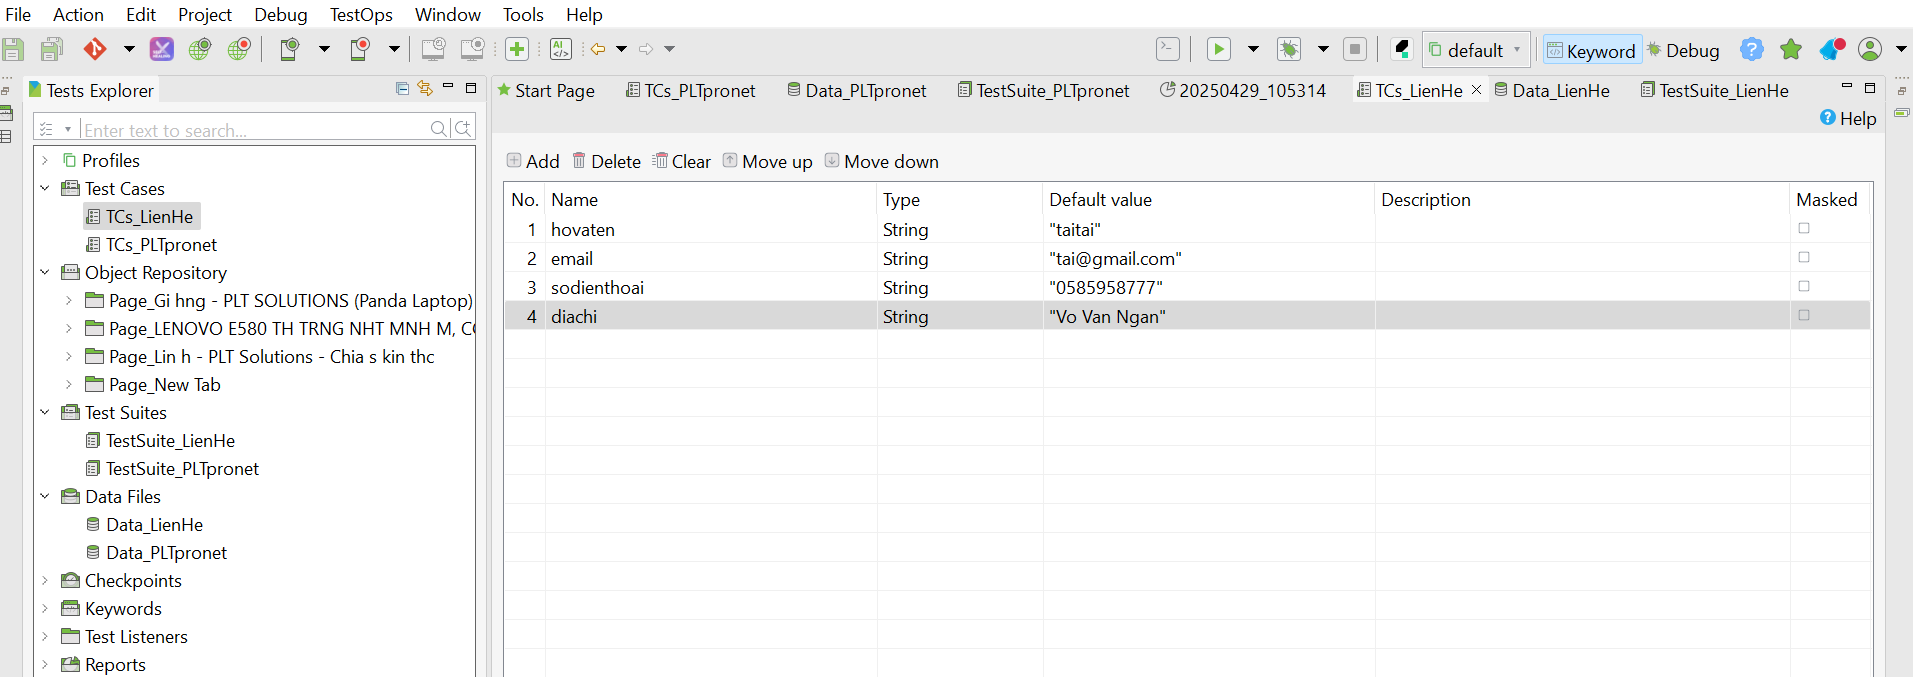 File Action Edit Project Debug TestOps Window Tools Help
default Keyword Debug
Tests Explorer
Enter text to search...
Profiles
Test Cases
TCs_LienHe
TCs_PLTpronet
Object Repository
Page_Gi hng - PLT SOLUTIONS (Panda Laptop)
Page_LENOVO E580 TH TRNG NHT MNH M, CC
Page_Lin h - PLT Solutions - Chia s kin thc
Page_New Tab
Test Suites
TestSuite_LienHe
TestSuite_PLTpronet
Data Files
Data_LienHe
Data_PLTpronet
Checkpoints
Keywords
Test Listeners
Reports
Start Page TCs_PLTpronet Data_PLTpronet TestSuite_PLTpronet 20250429_105314 TCs_LienHe Data_LienHe TestSuite_LienHe
Help
Add Delete Clear Move up Move down
No. Name Type Default value Description Masked
1 hovaten String "taitai"
2 email String "tai@gmail.com"
3 sodienthoai String "0585958777"
4 diachi String "Vo Van Ngan"